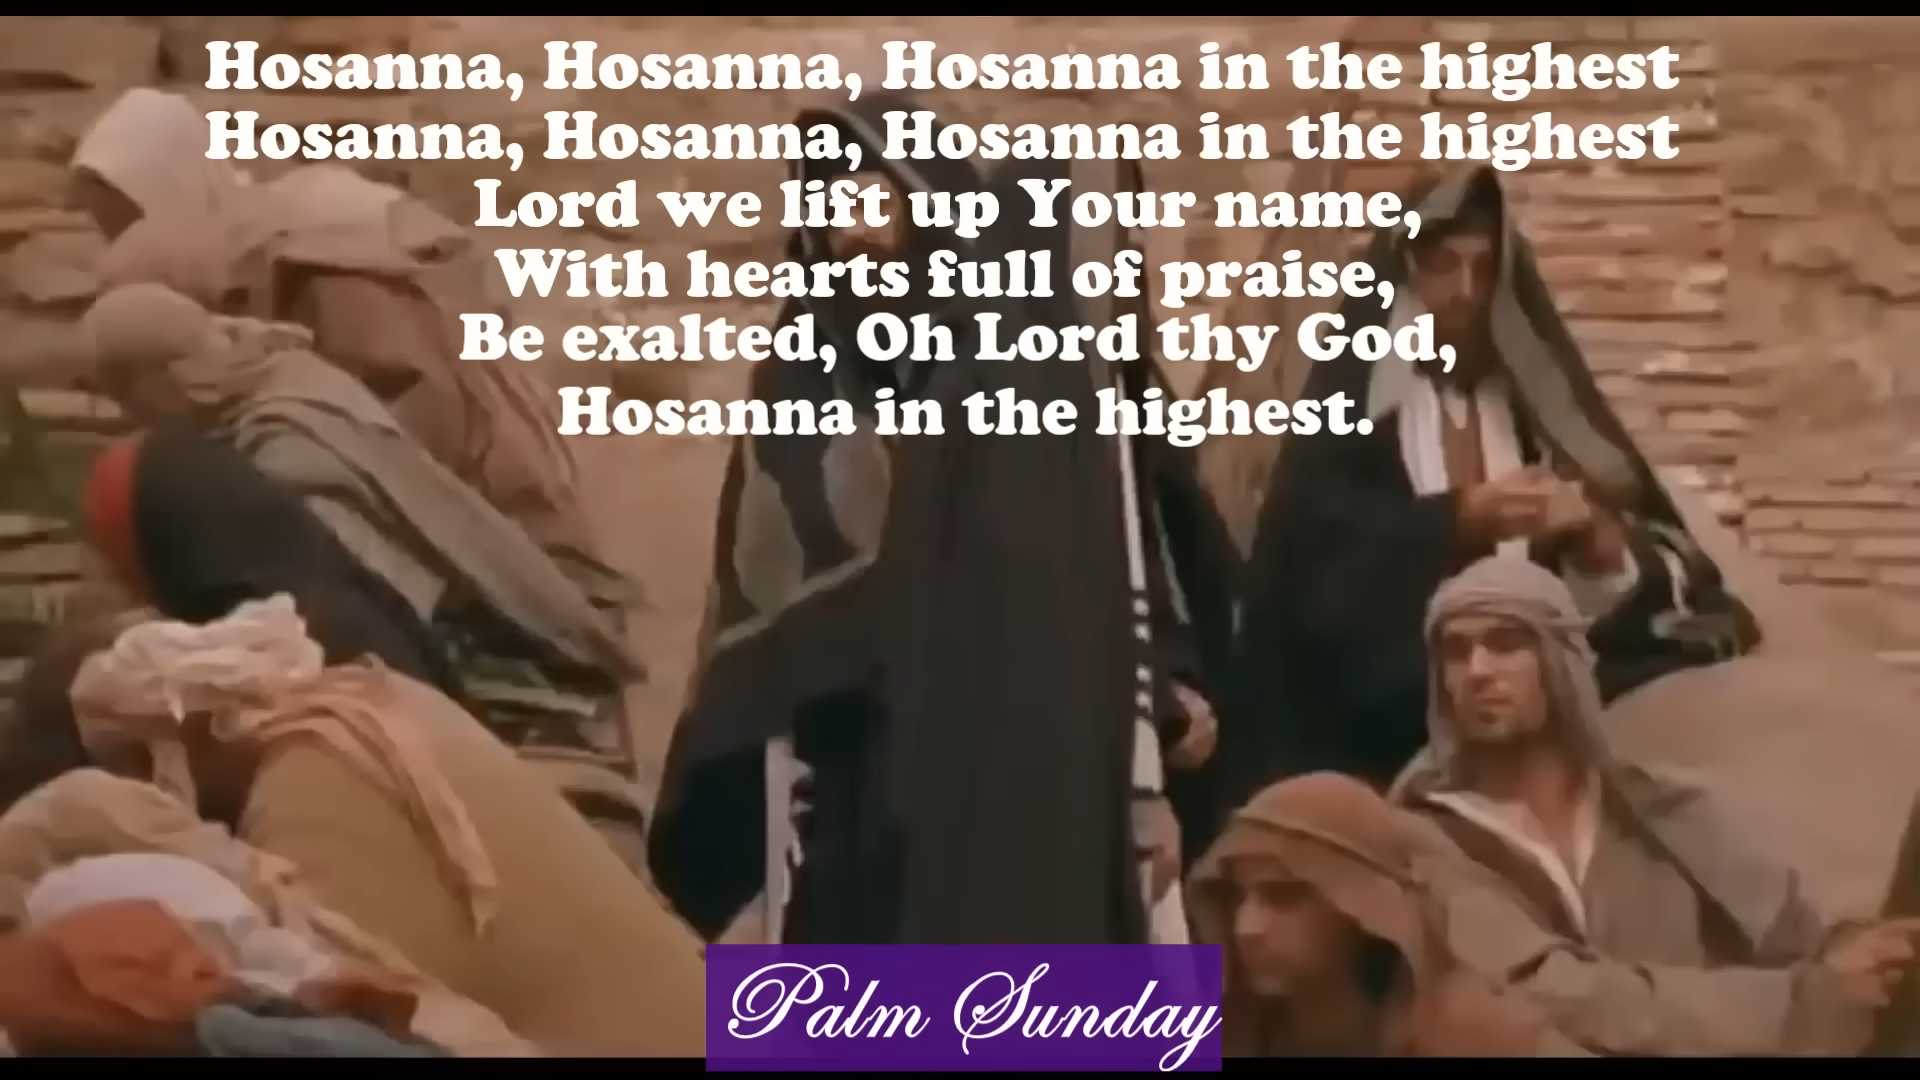 Hosanna, Hosanna, Hosanna in the highest
Hosanna, Hosanna, Hosanna in the highest
Lord we lift up Your name,
With hearts full of praise,
Be exalted, Oh Lord thy God,
Hosanna in the highest.
Palm Sunday